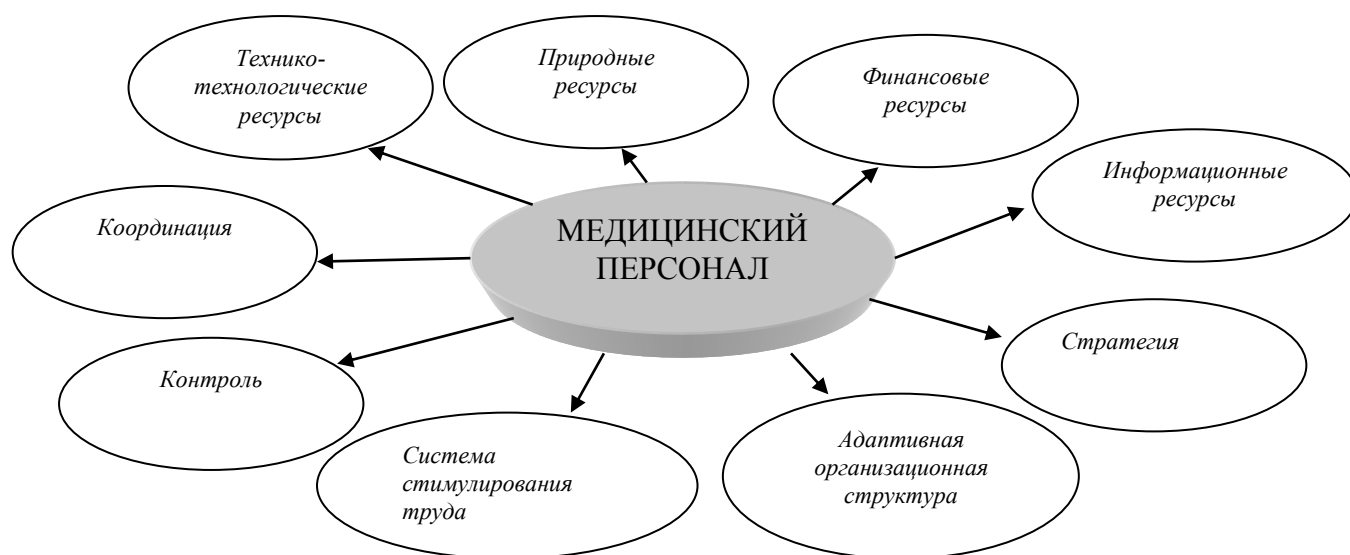 Технико-
технологические
ресурсы
Природные
ресурсы
Финансовые
ресурсы
Информационные
ресурсы
Координация
МЕДИЦИНСКИЙ
ПЕРСОНАЛ
Стратегия
Контроль
Система
стимулирования
труда
Адаптивная
организационная
структура